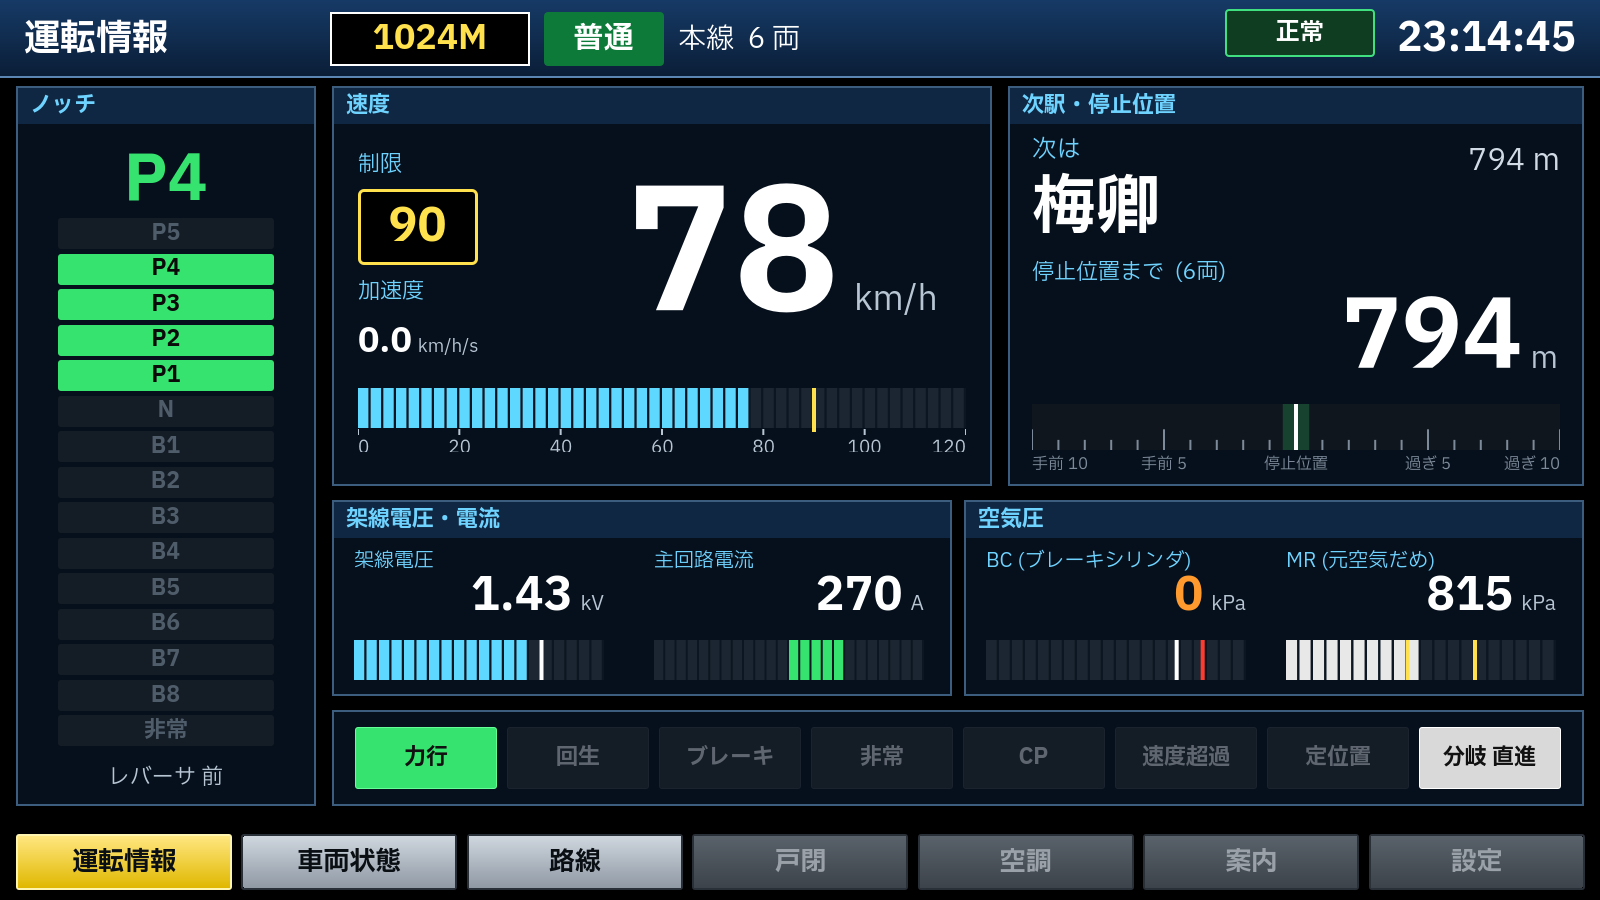 運転情報
1024M
普通
本線 6 両
正常
23:14:45
ノッチ
P4
P5
P4
P3
P2
P1
N
B1
B2
B3
B4
B5
B6
B7
B8
非常
レバーサ 前
速度
制限
90
加速度
0.0 km/h/s
78 km/h
0 20 40 60 80 100 120
次駅・停止位置
次は
794 m
梅卿
停止位置まで (6両)
794 m
手前 10 手前 5 停止位置 過ぎ 5 過ぎ 10
架線電圧・電流
架線電圧
1.43 kV
主回路電流
270 A
空気圧
BC (ブレーキシリンダ)
0 kPa
MR (元空気だめ)
815 kPa
力行
回生
ブレーキ
非常
CP
速度超過
定位置
分岐 直進
運転情報
車両状態
路線
戸閉
空調
案内
設定